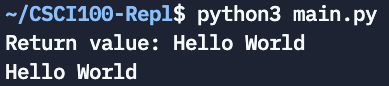 ~/CSCI100-Repl$ python3 main.py
Return value: Hello World
Hello World